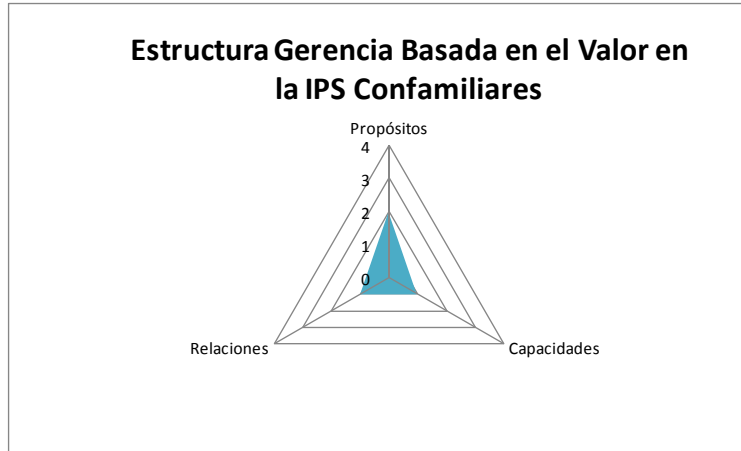 Estructura Gerencia Basada en el Valor en
la IPS Confamiliares
Propósitos
4
3
2
1
0
Relaciones
Capacidades